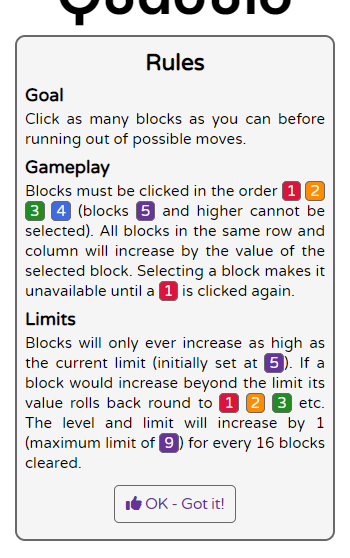 Rules
Goal
Click as many blocks as you can before
running out of possible moves.
Gameplay
Blocks must be clicked in the order 1 2
3 4 (blocks 5 and higher cannot be
selected). All blocks in the same row and
column will increase by the value of the
selected block. Selecting a block makes it
unavailable until a 1 is clicked again.
Limits
Blocks will only ever increase as high as
the current limit (initially set at 5). If a
block would increase beyond the limit its
value rolls back round to 1 2 3 etc.
The level and limit will increase by 1
(maximum limit of 9) for every 16 blocks
cleared.
OK - Got it!